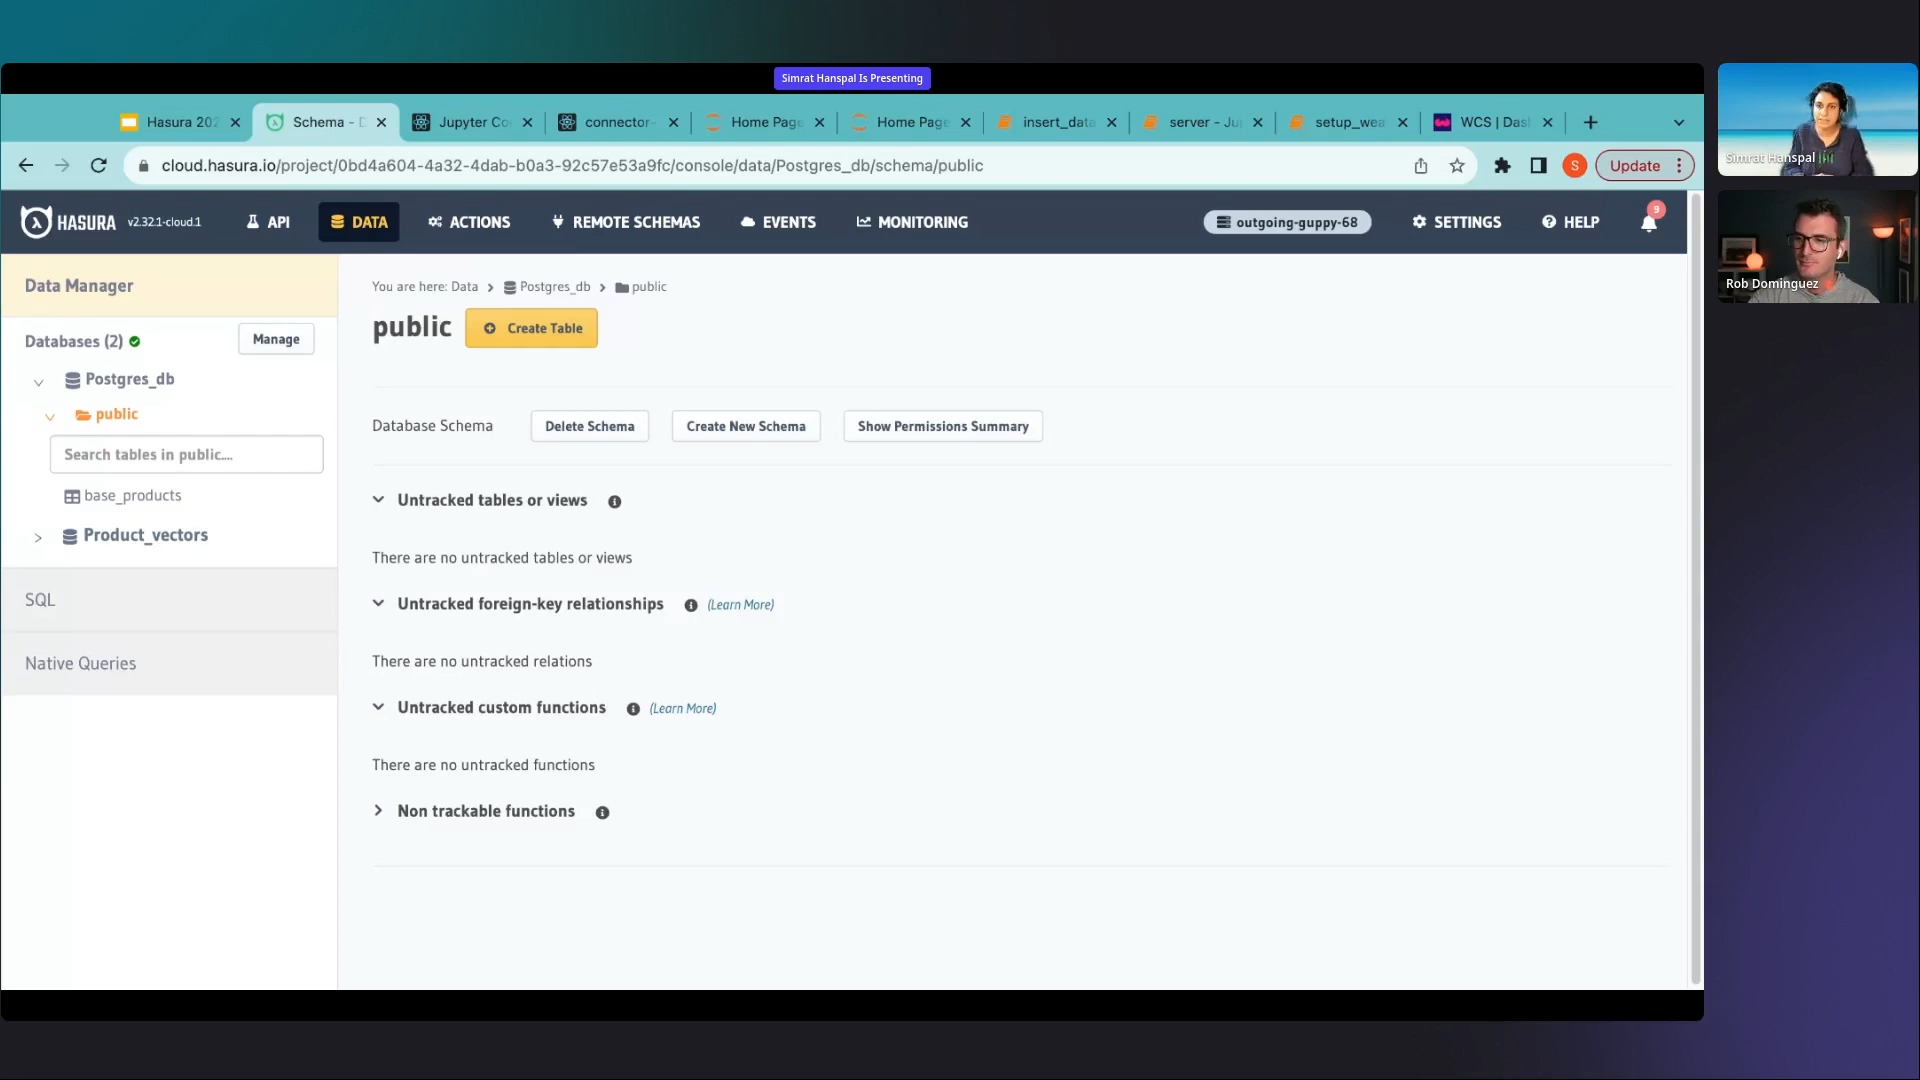 Simrat Hanspal Is Presenting
Hasura 202
Schema - D
Jupyter Co
connector-
Home Page
Home Page
insert_data
server - Ju
setup_wea
WCS | Das
cloud.hasura.io/project/0bd4a604-4a32-4dab-b0a3-92c57e53a9fc/console/data/Postgres_db/schema/public
S
Update
HASURA
v2.32.1-cloud.1
API
DATA
ACTIONS
REMOTE SCHEMAS
EVENTS
MONITORING
outgoing-guppy-68
SETTINGS
HELP
9
Data Manager
Databases (2)
Manage
Postgres_db
public
Search tables in public....
base_products
Product_vectors
SQL
Native Queries
You are here: Data > Postgres_db > public
public
Create Table
Database Schema
Delete Schema
Create New Schema
Show Permissions Summary
Untracked tables or views
There are no untracked tables or views
Untracked foreign-key relationships
(Learn More)
There are no untracked relations
Untracked custom functions
(Learn More)
There are no untracked functions
Non trackable functions
Simrat Hanspal
Rob Dominguez